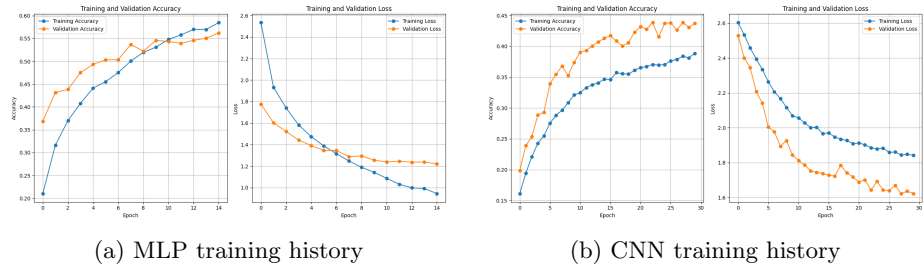 Training and Validation Accuracy
Training Accuracy
Validation Accuracy
0.60
0.55
0.50
0.45
0.40
0.35
0.30
0.25
0.20
Accuracy
0 2 4 6 8 10 12 14
Epoch
Training and Validation Loss
Training Loss
Validation Loss
2.6
2.4
2.2
2.0
1.8
1.6
1.4
1.2
1.0
Loss
0 2 4 6 8 10 12 14
Epoch
(a) MLP training history
Training and Validation Accuracy
Training Accuracy
Validation Accuracy
0.45
0.40
0.35
0.30
0.25
0.20
0.15
Accuracy
0 5 10 15 20 25 30
Epoch
Training and Validation Loss
Training Loss
Validation Loss
2.6
2.4
2.2
2.0
1.8
1.6
Loss
0 5 10 15 20 25 30
Epoch
(b) CNN training history